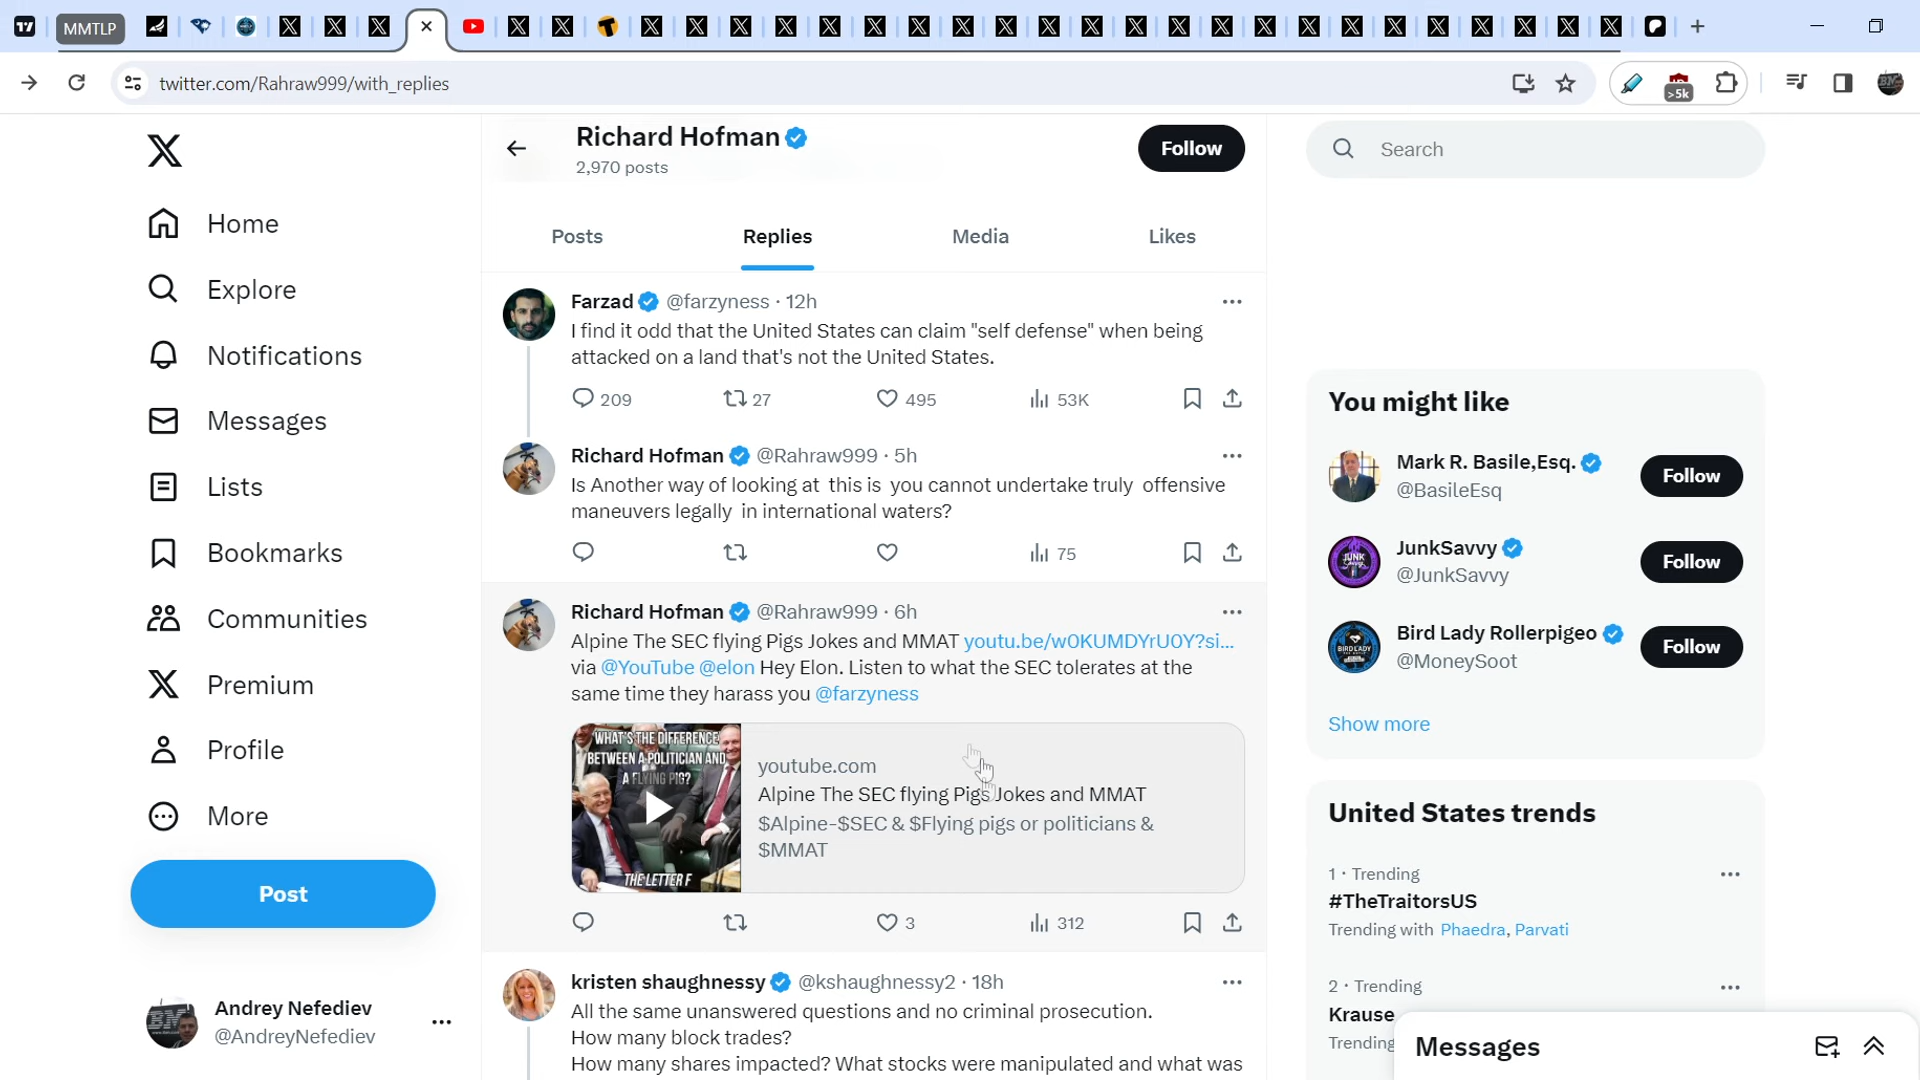 MMTLP
twitter.com/Rahraw999/with_replies
>5k
Richard Hofman
2,970 posts
Follow
Posts
Replies
Media
Likes
Home
Explore
Notifications
Messages
Lists
Bookmarks
Communities
Premium
Profile
More
Post
Andrey Nefediev
@AndreyNefediev
Farzad @farzyness · 12h
I find it odd that the United States can claim "self defense" when being
attacked on a land that's not the United States.
209 27 495 53K
Richard Hofman @Rahraw999 · 5h
Is Another way of looking at this is you cannot undertake truly offensive
maneuvers legally in international waters?
75
Richard Hofman @Rahraw999 · 6h
Alpine The SEC flying Pigs Jokes and MMAT youtu.be/w0KUMDYrU0Y?si...
via @YouTube @elon Hey Elon. Listen to what the SEC tolerates at the
same time they harass you @farzyness
WHAT'S THE DIFFERENCE
BETWEEN A POLITICIAN AND
A FLYING PIG?
THE LETTER F
youtube.com
Alpine The SEC flying Pigs Jokes and MMAT
$Alpine-$SEC & $Flying pigs or politicians &
$MMAT
3 312
kristen shaughnessy @kshaughnessy2 · 18h
All the same unanswered questions and no criminal prosecution.
How many block trades?
How many shares impacted? What stocks were manipulated and what was
Search
You might like
Mark R. Basile,Esq.
@BasileEsq
Follow
JunkSavvy
@JunkSavvy
Follow
Bird Lady Rollerpigeo
@MoneySoot
Follow
Show more
United States trends
1 · Trending
#TheTraitorsUS
Trending with Phaedra, Parvati
2 · Trending
Krause
Trending
Messages